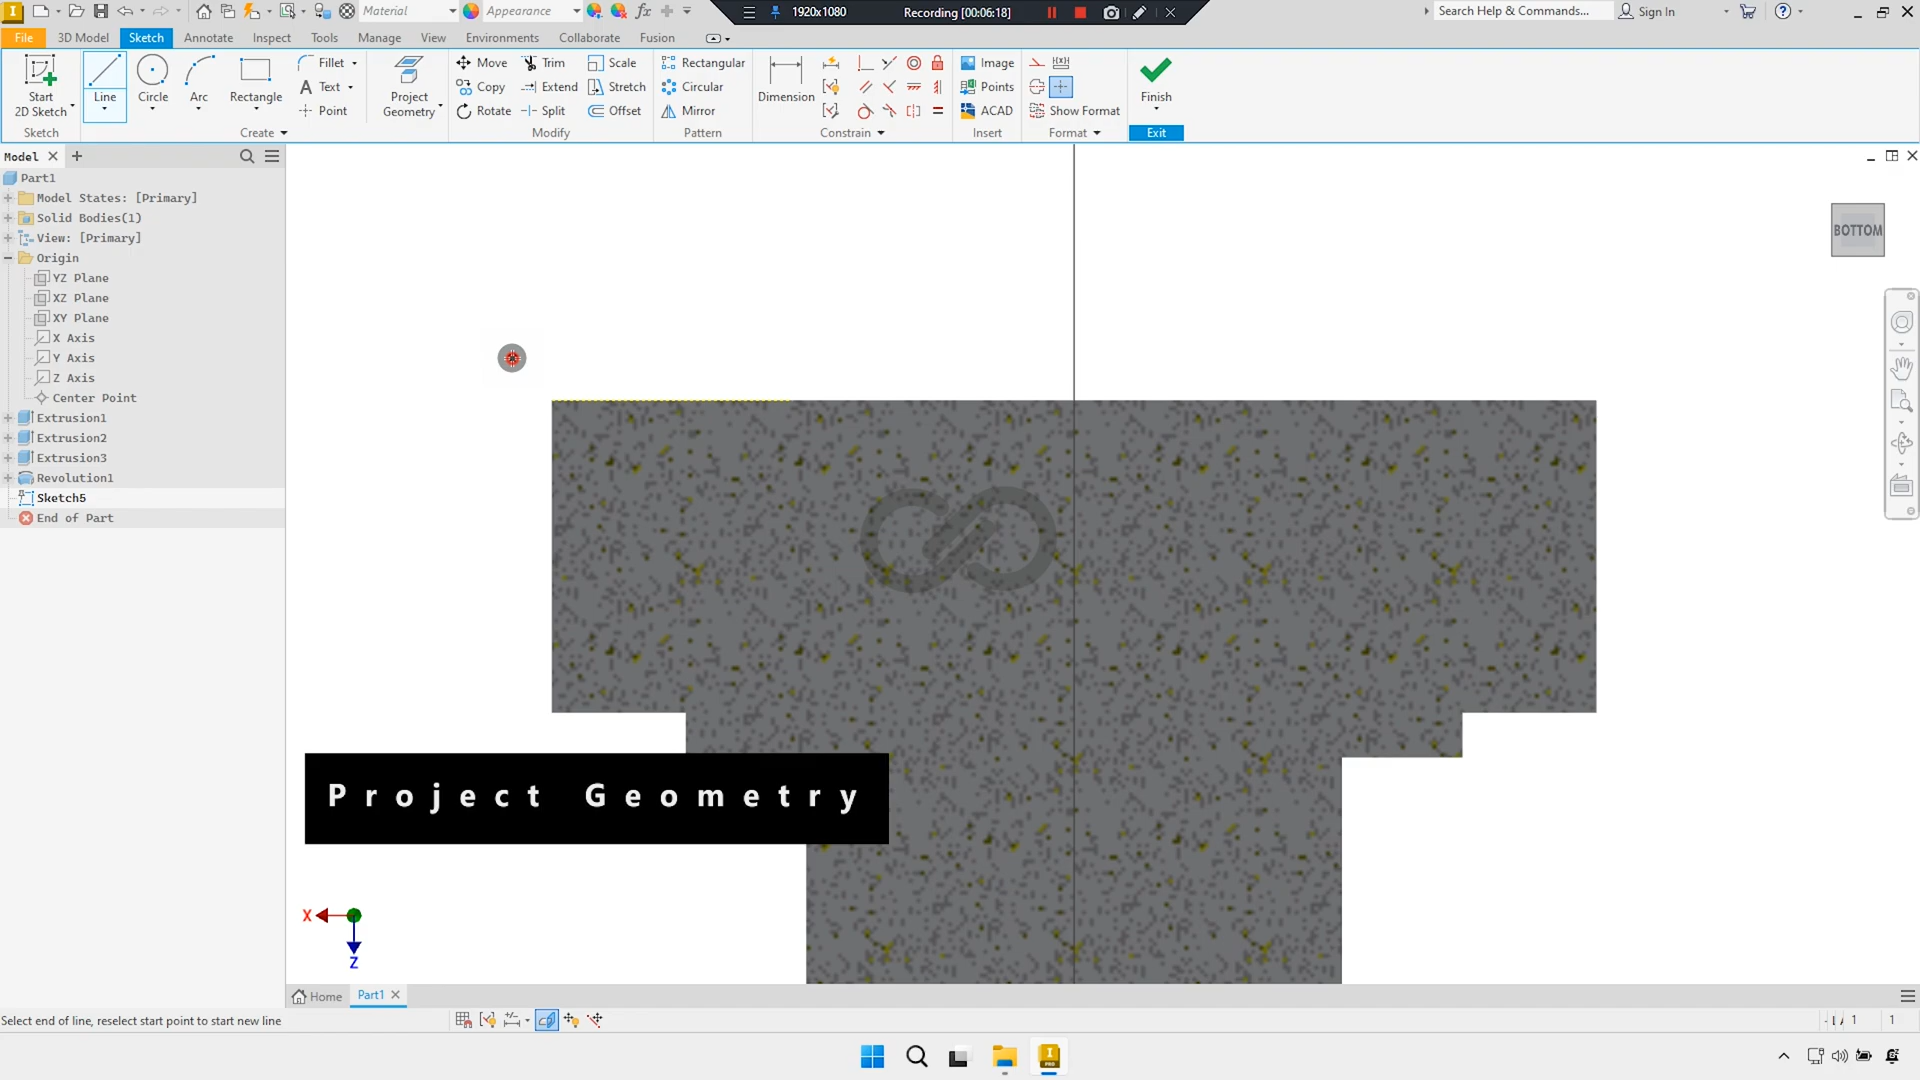 Material
Appearance
1920x1080
Recording [00:06:18]
Search Help & Commands...
Sign In
File
3D Model
Sketch
Annotate
Inspect
Tools
Manage
View
Environments
Collaborate
Fusion
Start
2D Sketch
Line
Circle
Arc
Rectangle
Fillet
Text
Point
Project
Geometry
Move
Copy
Rotate
Trim
Extend
Split
Scale
Stretch
Offset
Rectangular
Circular
Mirror
Dimension
Image
Points
ACAD
Show Format
Finish
Sketch
Create
Modify
Pattern
Constrain
Insert
Format
Exit
Model
Part1
Model States: [Primary]
Solid Bodies(1)
View: [Primary]
Origin
YZ Plane
XZ Plane
XY Plane
X Axis
Y Axis
Z Axis
Center Point
Extrusion1
Extrusion2
Extrusion3
Revolution1
Sketch5
End of Part
BOTTOM
Project Geometry
X
Z
Home
Part1
Select end of line, reselect start point to start new line
1
1